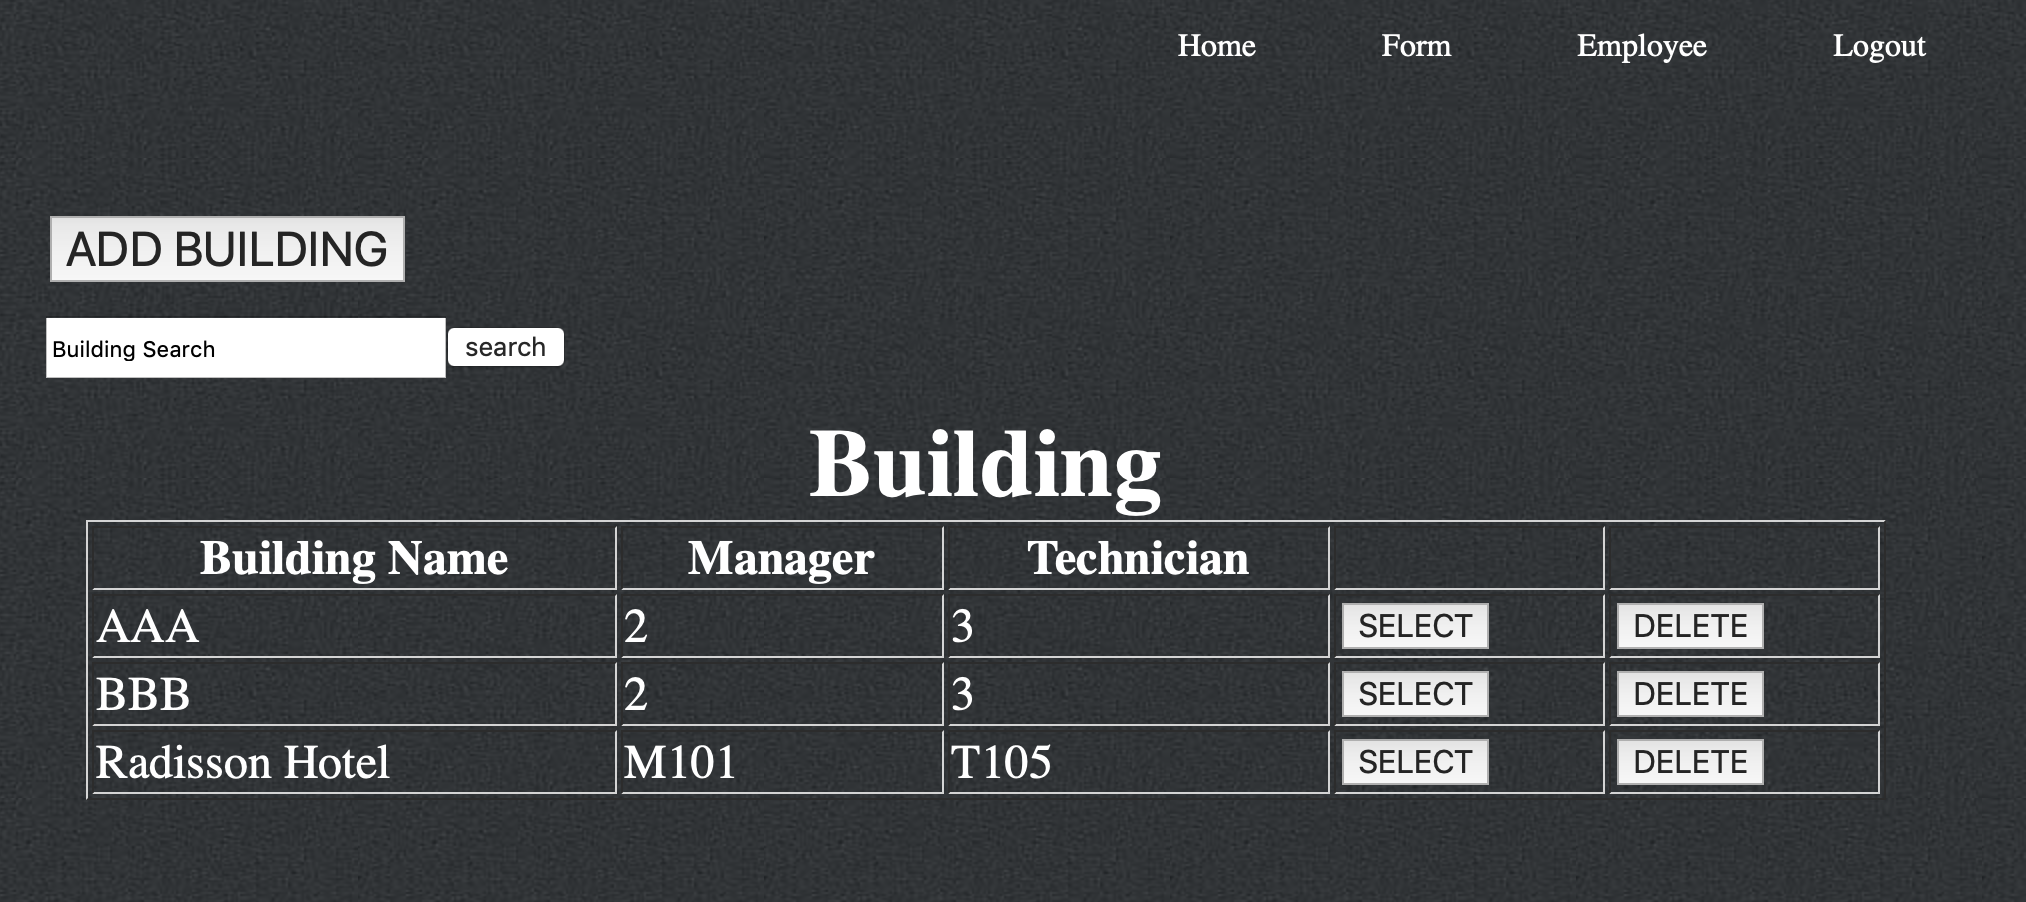 Home Form Employee Logout
ADD BUILDING
Building Search search
Building
Building Name Manager Technician
AAA 2 3 SELECT DELETE
BBB 2 3 SELECT DELETE
Radisson Hotel M101 T105 SELECT DELETE